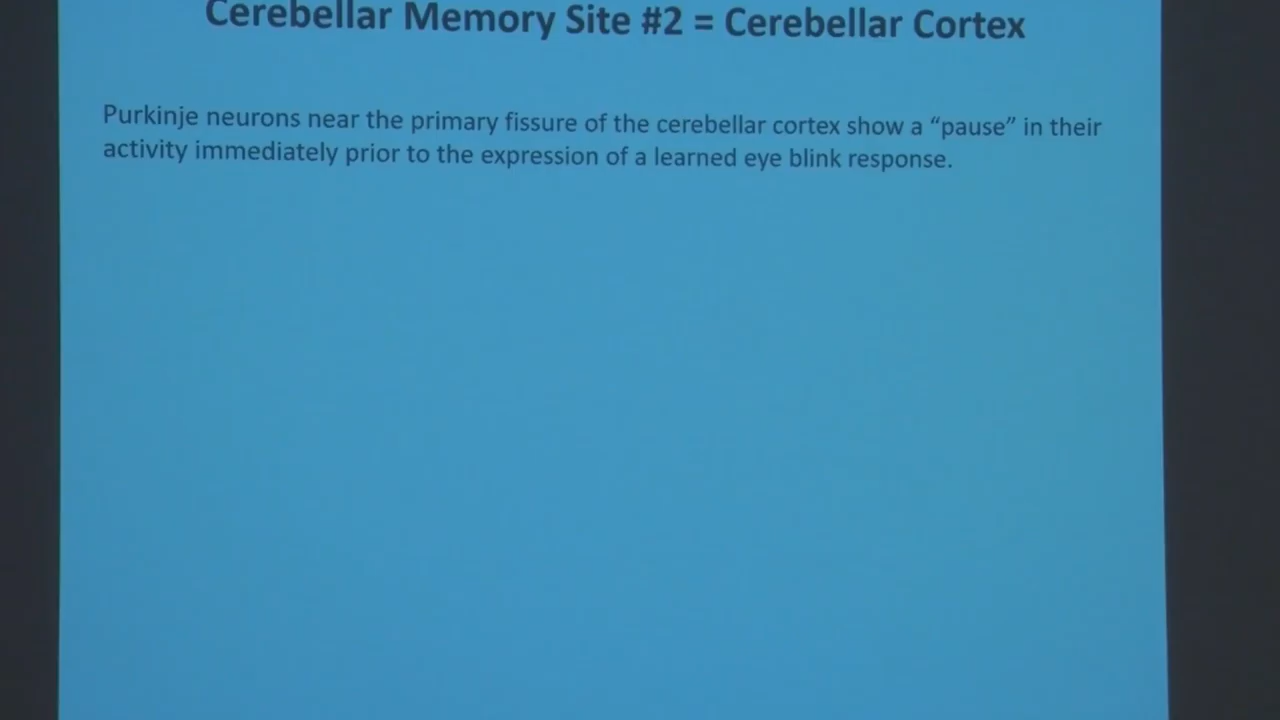 Cerebellar Memory Site #2 = Cerebellar Cortex
Purkinje neurons near the primary fissure of the cerebellar cortex show a “pause” in their
activity immediately prior to the expression of a learned eye blink response.